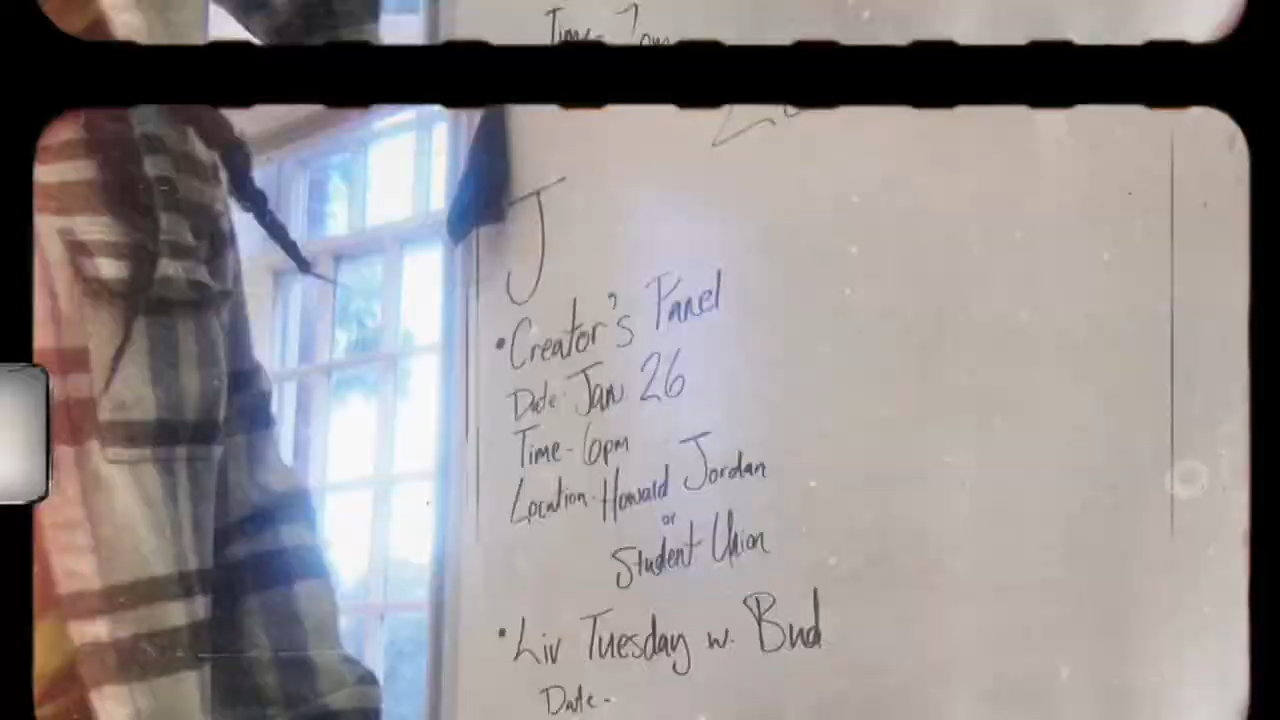 Time- 7pm
J
• Creator's Panel
Date- Jan 26
Time- 6pm
Location- Howard Jordan
or
Student Union
• Liv Tuesday w. Bud
Date-